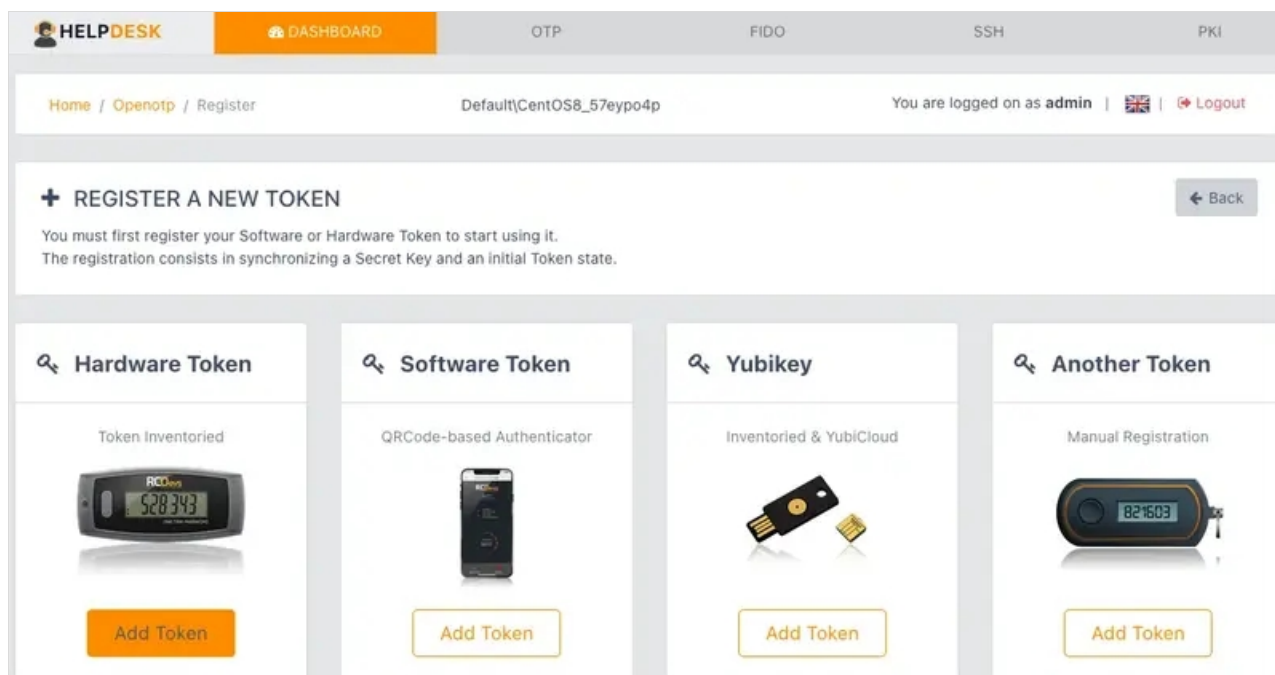 HELPDESK DASHBOARD OTP FIDO SSH PKI
Home / Openotp / Register Default\CentOS8_57eypo4p You are logged on as admin | | Logout
+ REGISTER A NEW TOKEN Back
You must first register your Software or Hardware Token to start using it.
The registration consists in synchronizing a Secret Key and an initial Token state.
Hardware Token Software Token Yubikey Another Token
Token Inventoried QRCode-based Authenticator Inventoried & YubiCloud Manual Registration
RCDevs
528343
821603
Add Token Add Token Add Token Add Token